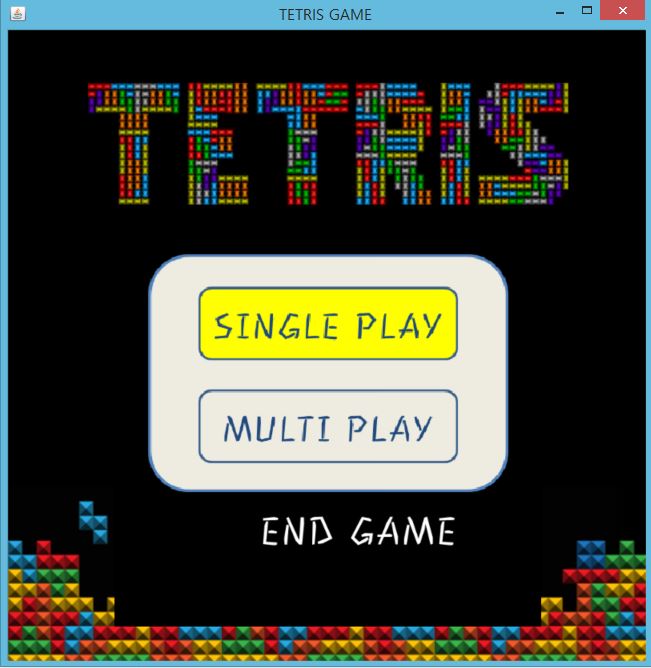 TETRIS GAME
TETRIS
SINGLE PLAY
MULTI PLAY
END GAME